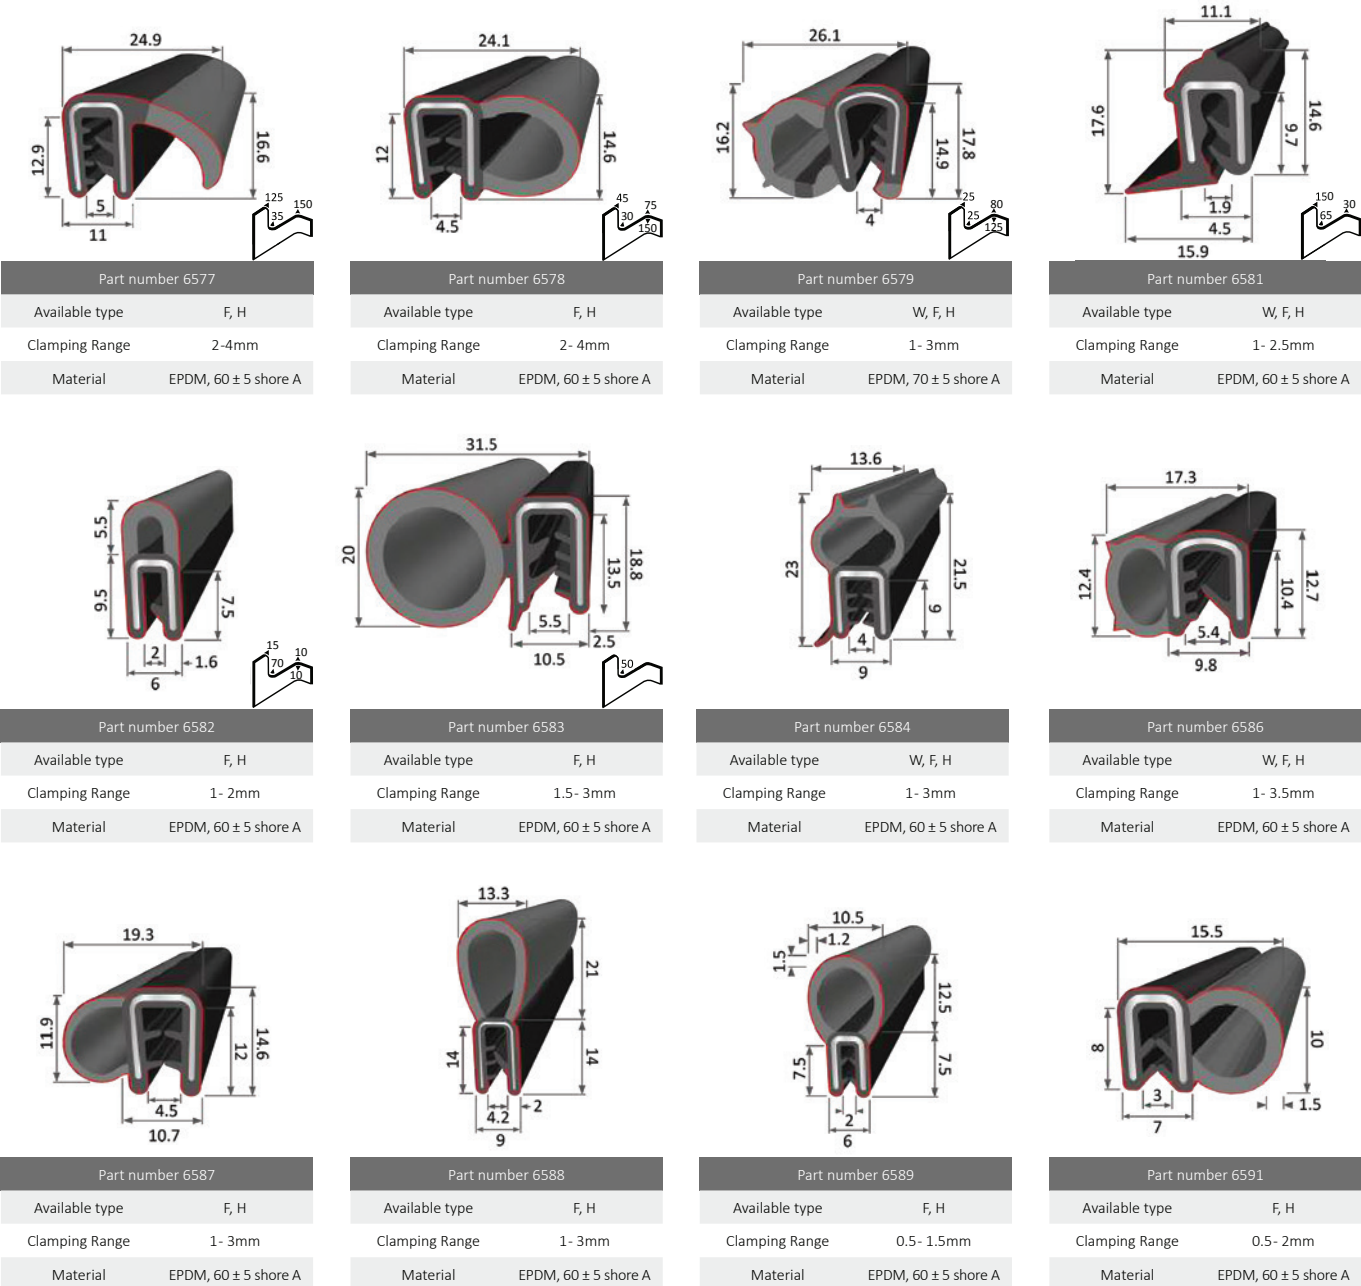 24.9
12.9
16.6
5
11
125
150
35
Part number 6577
Available type F, H
Clamping Range 2-4mm
Material EPDM, 60 ± 5 shore A
24.1
12
14.6
4.5
45
75
30
150
Part number 6578
Available type F, H
Clamping Range 2- 4mm
Material EPDM, 60 ± 5 shore A
26.1
16.2
17.8
14.9
4
25
80
25
125
Part number 6579
Available type W, F, H
Clamping Range 1- 3mm
Material EPDM, 70 ± 5 shore A
11.1
17.6
14.6
9.7
1.9
4.5
15.9
150
30
65
Part number 6581
Available type W, F, H
Clamping Range 1- 2.5mm
Material EPDM, 60 ± 5 shore A
5.5
9.5
7.5
2
1.6
6
15
10
70
10
Part number 6582
Available type F, H
Clamping Range 1- 2mm
Material EPDM, 60 ± 5 shore A
31.5
20
18.8
13.5
5.5
2.5
10.5
50
Part number 6583
Available type F, H
Clamping Range 1.5- 3mm
Material EPDM, 60 ± 5 shore A
13.6
23
21.5
9
4
9
Part number 6584
Available type W, F, H
Clamping Range 1- 3mm
Material EPDM, 60 ± 5 shore A
17.3
12.4
12.7
10.4
5.4
9.8
Part number 6586
Available type W, F, H
Clamping Range 1- 3.5mm
Material EPDM, 60 ± 5 shore A
19.3
11.9
14.6
12
4.5
10.7
Part number 6587
Available type F, H
Clamping Range 1- 3mm
Material EPDM, 60 ± 5 shore A
13.3
21
14
14
4.2
2
9
Part number 6588
Available type F, H
Clamping Range 1- 3mm
Material EPDM, 60 ± 5 shore A
10.5
1.2
1.5
12.5
7.5
7.5
2
6
Part number 6589
Available type F, H
Clamping Range 0.5- 1.5mm
Material EPDM, 60 ± 5 shore A
15.5
8
10
3
1.5
7
Part number 6591
Available type F, H
Clamping Range 0.5- 2mm
Material EPDM, 60 ± 5 shore A